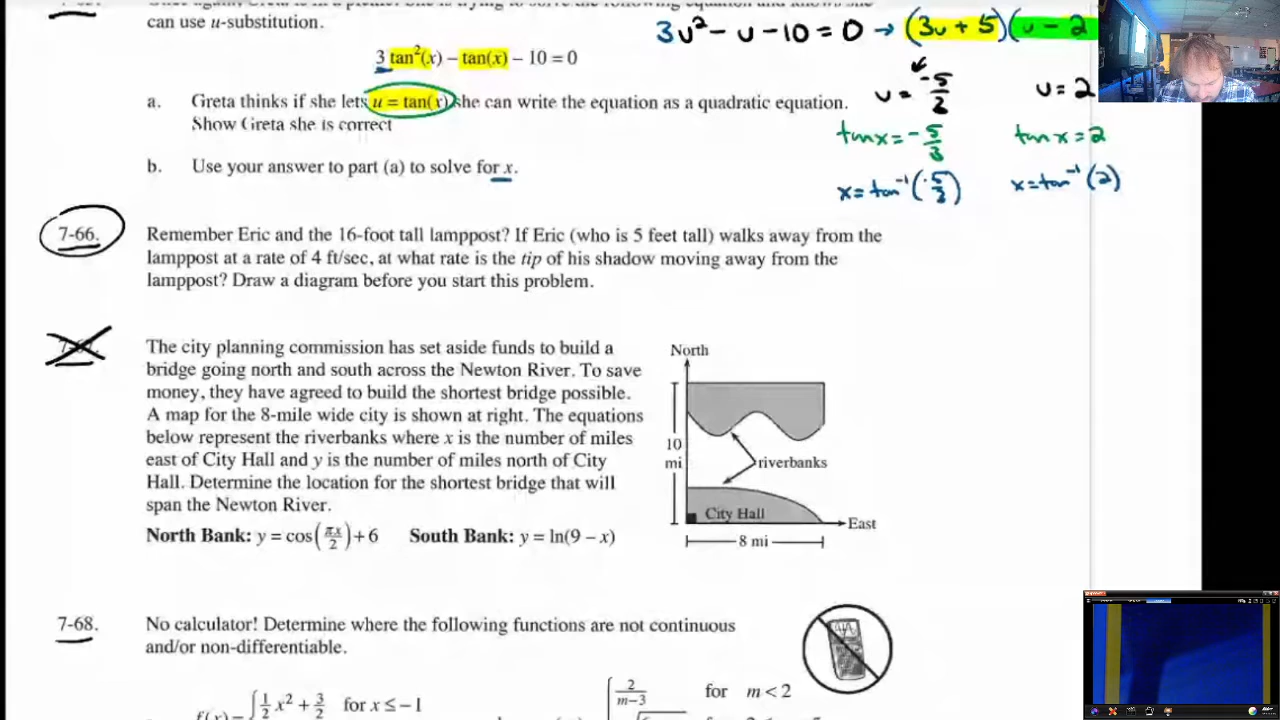 can use u-substitution.
3u² − u − 10 = 0 → (3u + 5)(u − 2
3 tan²(x) − tan(x) − 10 = 0
a. Greta thinks if she lets u = tan(x) she can write the equation as a quadratic equation.
Show Greta she is correct
u = -5/2 u = 2
tan x = -5/3 tan x = 2
b. Use your answer to part (a) to solve for x.
x = tan⁻¹(-5/3) x = tan⁻¹(2)
7-66. Remember Eric and the 16-foot tall lamppost? If Eric (who is 5 feet tall) walks away from the
lamppost at a rate of 4 ft/sec, at what rate is the tip of his shadow moving away from the
lamppost? Draw a diagram before you start this problem.
The city planning commission has set aside funds to build a
bridge going north and south across the Newton River. To save
money, they have agreed to build the shortest bridge possible.
A map for the 8-mile wide city is shown at right. The equations
below represent the riverbanks where x is the number of miles
east of City Hall and y is the number of miles north of City
Hall. Determine the location for the shortest bridge that will
span the Newton River.
North Bank: y = cos(πx/2) + 6 South Bank: y = ln(9 − x)
North
10
mi
riverbanks
City Hall
East
8 mi
7-68. No calculator! Determine where the following functions are not continuous
and/or non-differentiable.
1/2 x² + 3/2 for x ≤ −1
2/(m−3) for m < 2